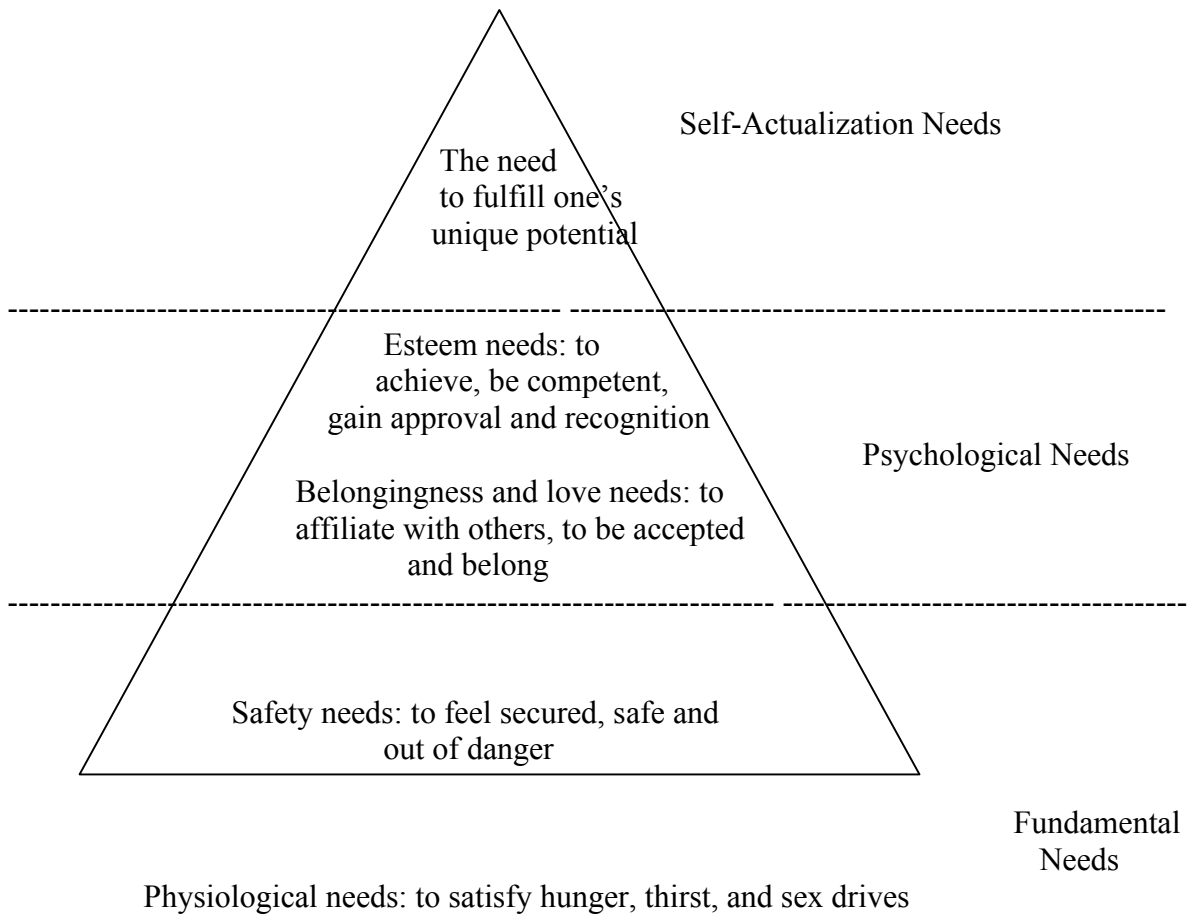 Self-Actualization Needs
The need
to fulfill one’s
unique potential
Esteem needs: to
achieve, be competent,
gain approval and recognition
Psychological Needs
Belongingness and love needs: to
affiliate with others, to be accepted
and belong
Safety needs: to feel secured, safe and
out of danger
Fundamental
Needs
Physiological needs: to satisfy hunger, thirst, and sex drives